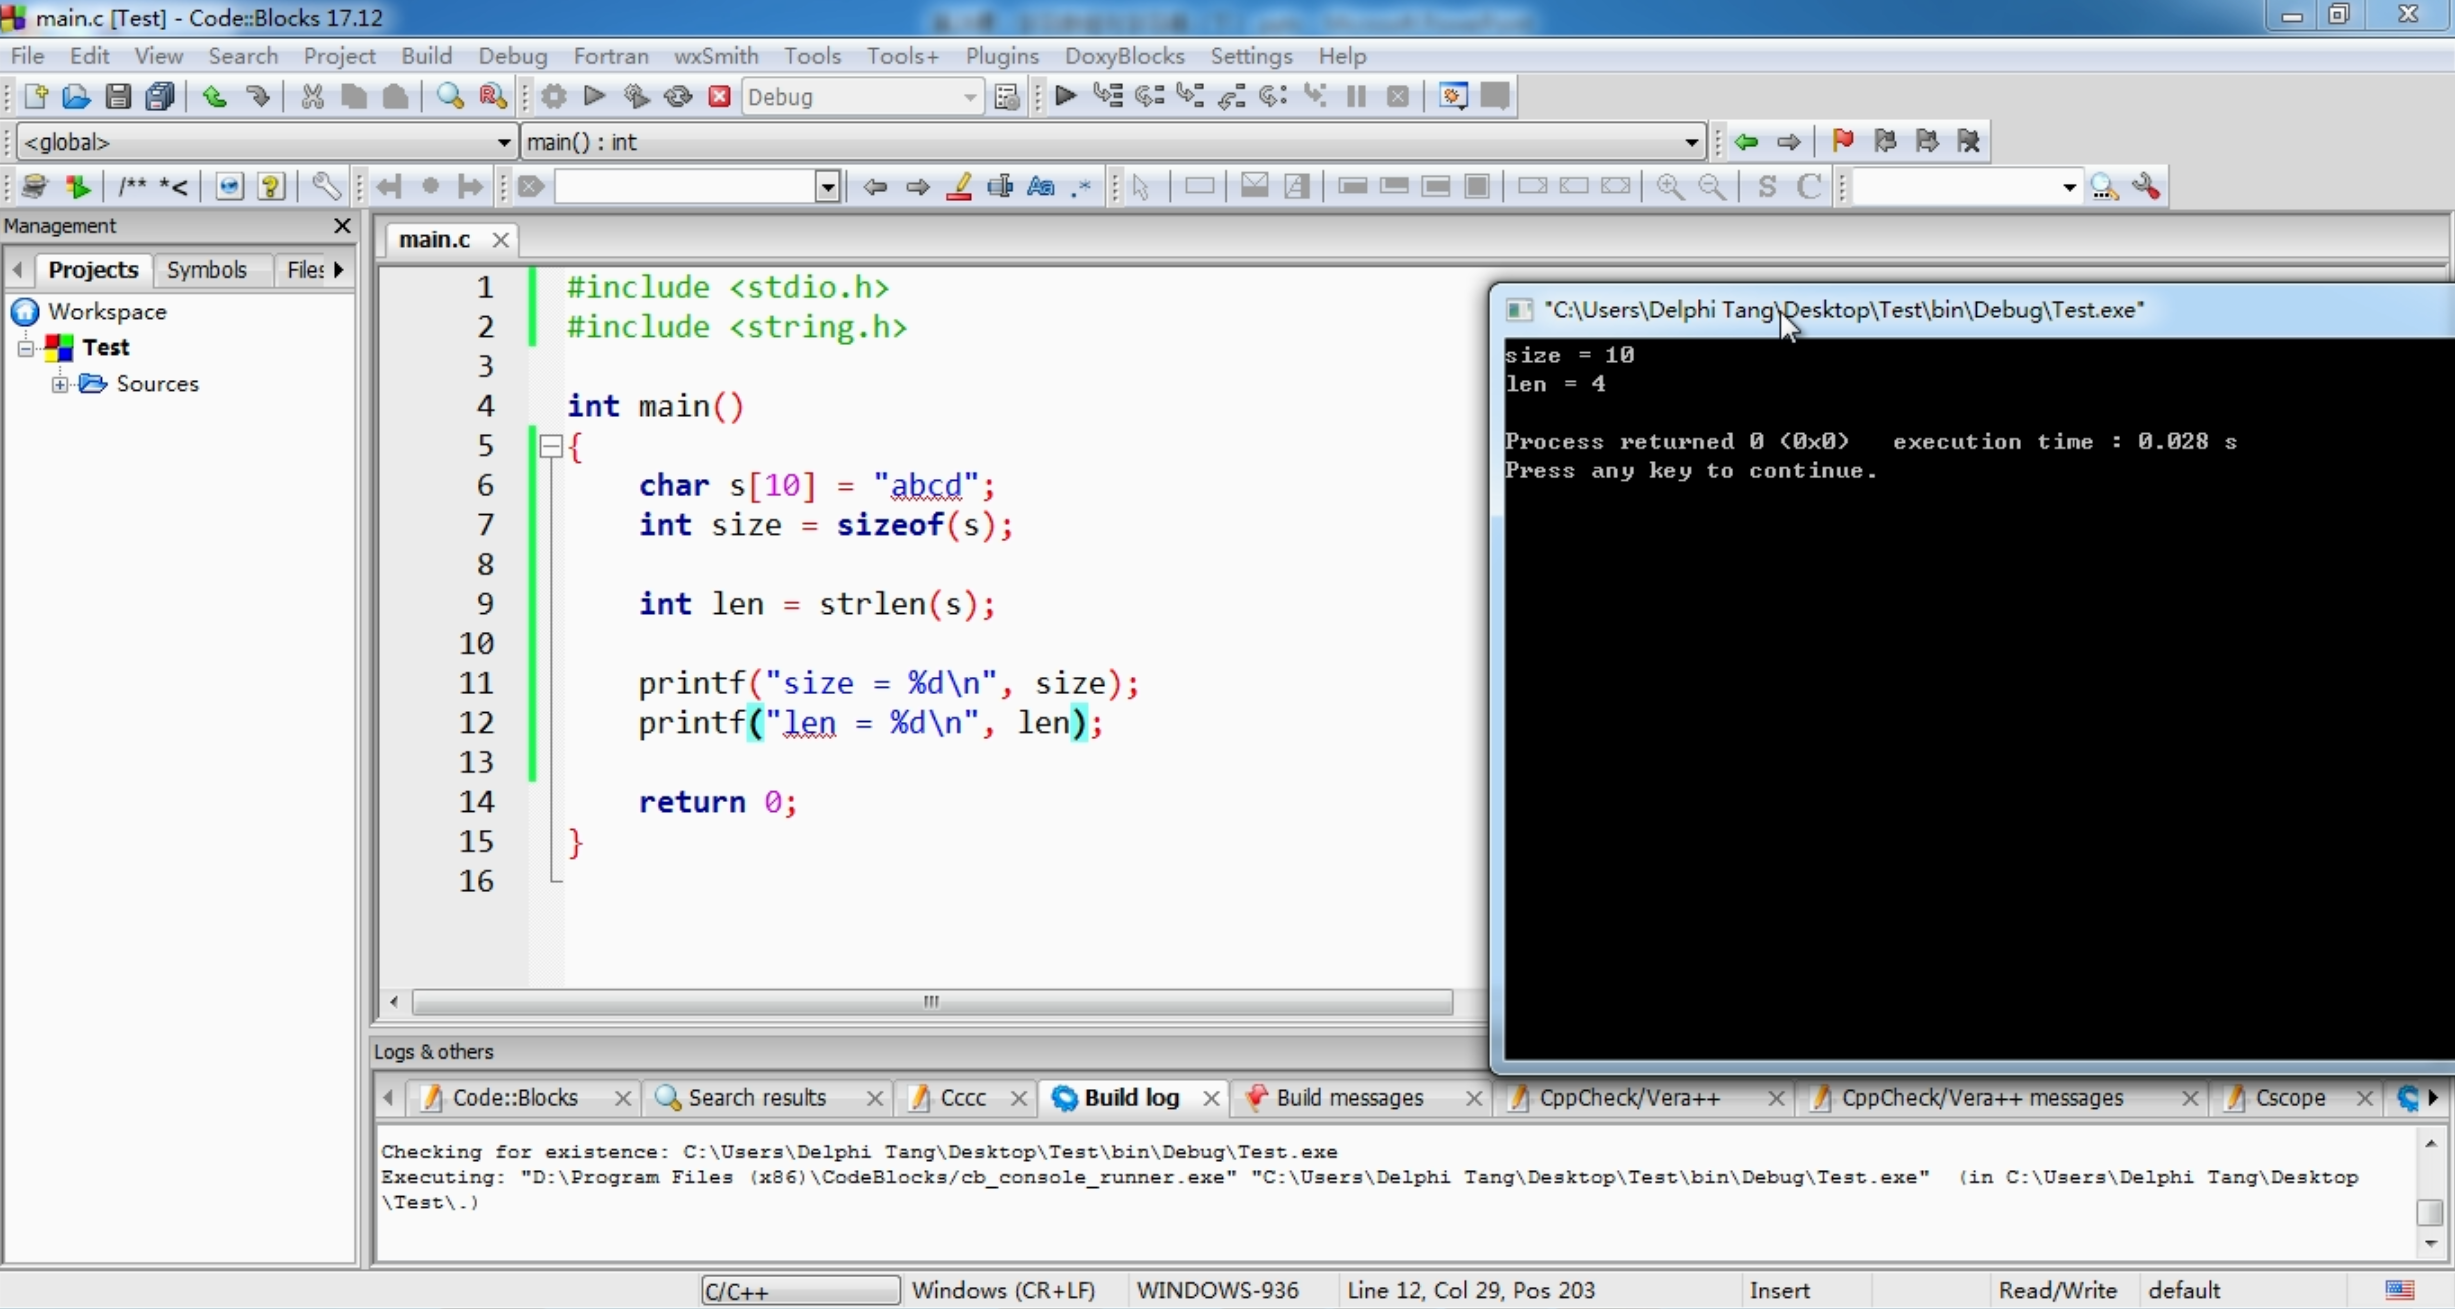 main.c [Test] - Code::Blocks 17.12
File Edit View Search Project Build Debug Fortran wxSmith Tools Tools+ Plugins DoxyBlocks Settings Help
Debug
<global> main() : int
/** *<
S C
Management
Projects Symbols Files
Workspace
Test
Sources
main.c
1 #include <stdio.h>
2 #include <string.h>
3
4 int main()
5 {
6 char s[10] = "abcd";
7 int size = sizeof(s);
8
9 int len = strlen(s);
10
11 printf("size = %d\n", size);
12 printf("len = %d\n", len);
13
14 return 0;
15 }
16
"C:\Users\Delphi Tang\Desktop\Test\bin\Debug\Test.exe"
size = 10
len = 4
Process returned 0 (0x0) execution time : 0.028 s
Press any key to continue.
Logs & others
Code::Blocks Search results Cccc Build log Build messages CppCheck/Vera++ CppCheck/Vera++ messages Cscope
Checking for existence: C:\Users\Delphi Tang\Desktop\Test\bin\Debug\Test.exe
Executing: "D:\Program Files (x86)\CodeBlocks/cb_console_runner.exe" "C:\Users\Delphi Tang\Desktop\Test\bin\Debug\Test.exe" (in C:\Users\Delphi Tang\Desktop
\Test\.)
C/C++ Windows (CR+LF) WINDOWS-936 Line 12, Col 29, Pos 203 Insert Read/Write default